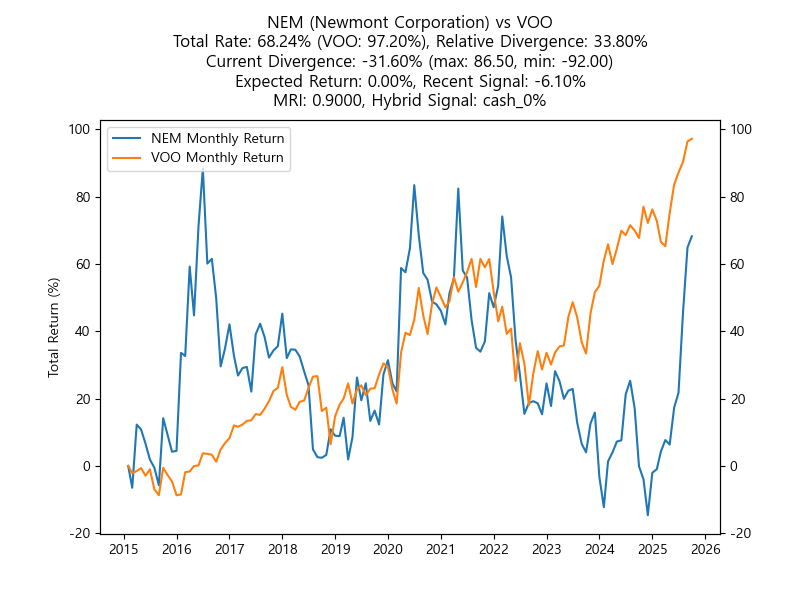 NEM (Newmont Corporation) vs VOO
Total Rate: 68.24% (VOO: 97.20%), Relative Divergence: 33.80%
Current Divergence: -31.60% (max: 86.50, min: -92.00)
Expected Return: 0.00%, Recent Signal: -6.10%
MRI: 0.9000, Hybrid Signal: cash_0%
NEM Monthly Return
VOO Monthly Return
Total Return (%)
100
80
60
40
20
0
-20
100
80
60
40
20
0
-20
2015 2016 2017 2018 2019 2020 2021 2022 2023 2024 2025 2026